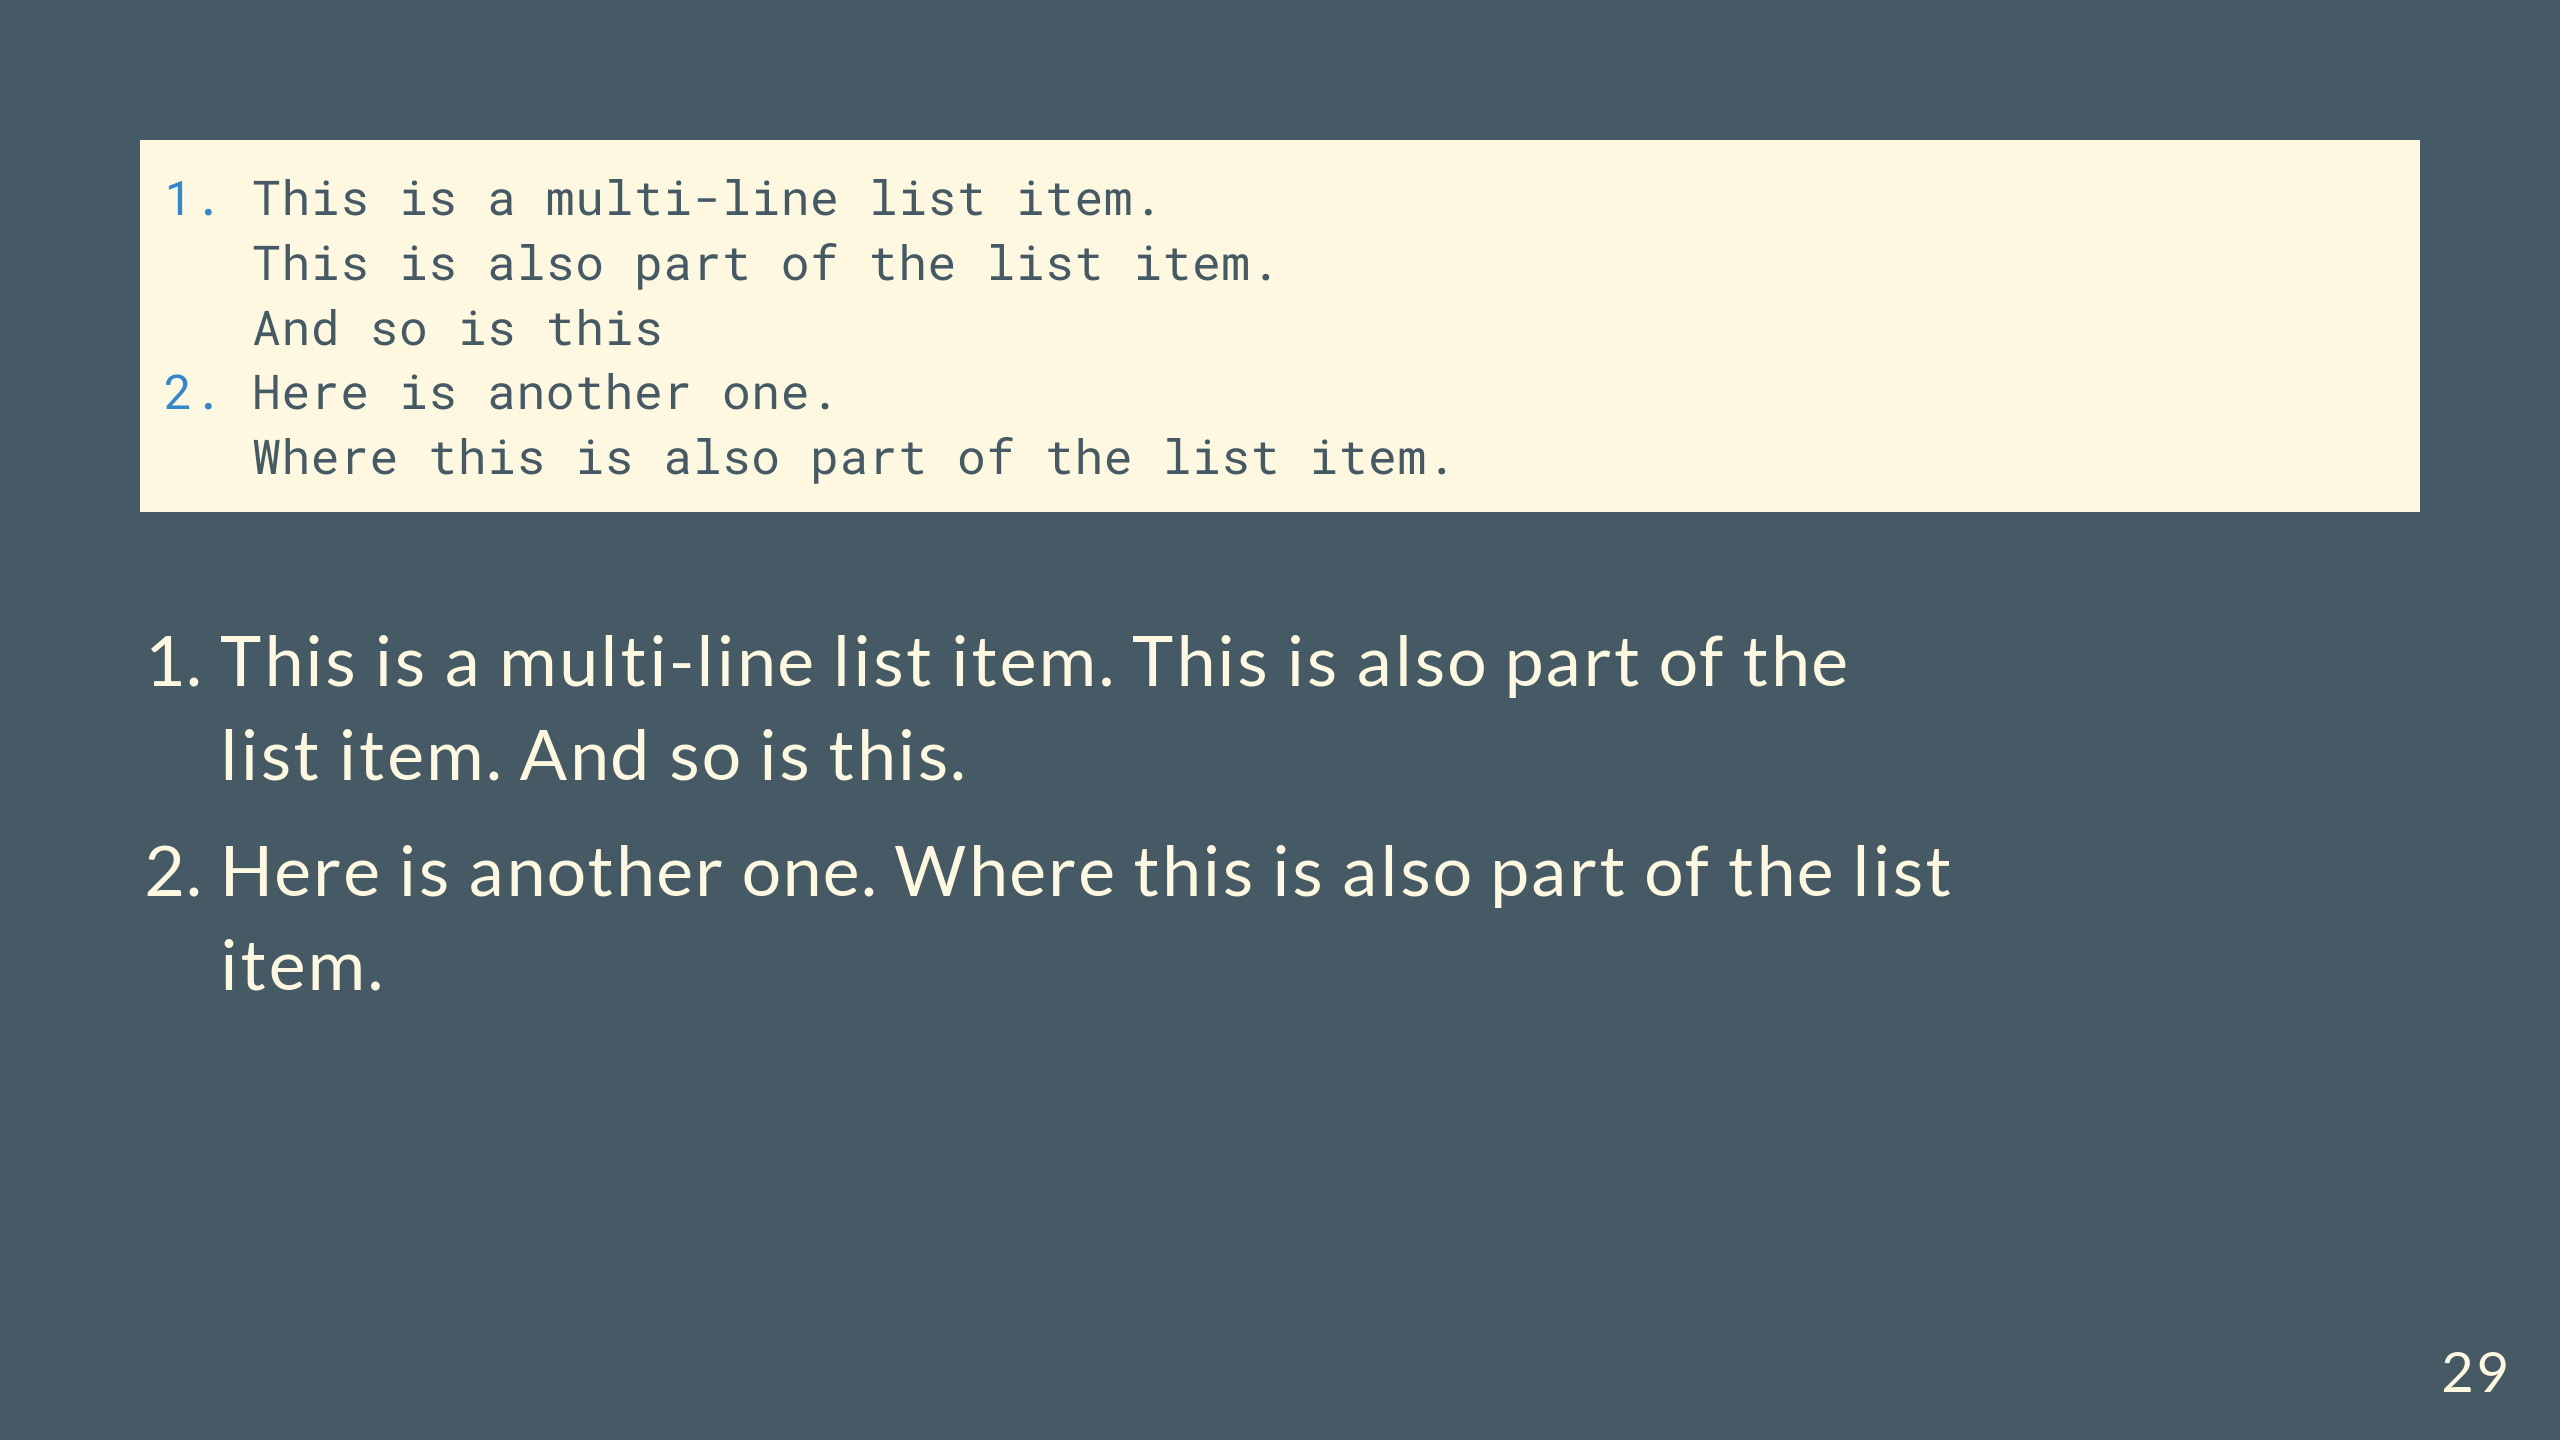 1. This is a multi-line list item.
This is also part of the list item.
And so is this
2. Here is another one.
Where this is also part of the list item.
1. This is a multi-line list item. This is also part of the
list item. And so is this.
2. Here is another one. Where this is also part of the list
item.
29